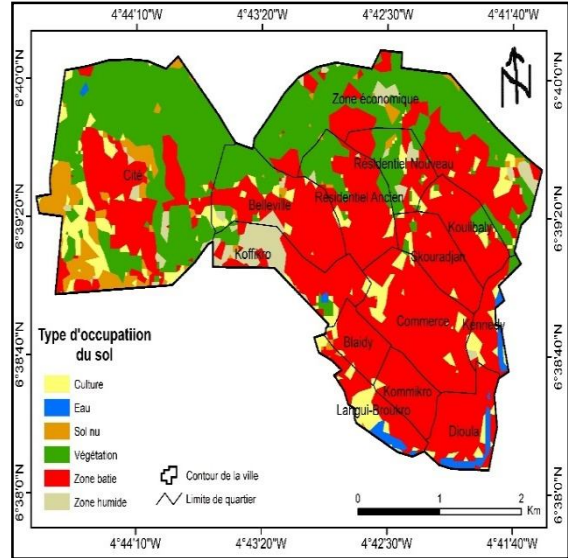 4°44'10"W 4°43'20"W 4°42'30"W 4°41'40"W
6°4'0"N 6°4'0"N
N
Zone économique
Résidentiel Nouveau
Cité
Belleville
Résidentiel Ancien
Koulibaly
6°39'20"N 6°39'20"N
Koffikro
Skouradjan
Commerce
Kennedy
Blaidy
6°38'40"N 6°38'40"N
Kommikro
Langui-Broukro
Dioula
Type d'occupatiion
du sol
Culture
Eau
Sol nu
Végétation
Zone batie
Zone humide
Contour de la ville
Limite de quartier
0 1 2
Km
6°38'0"N 6°38'0"N
4°44'10"W 4°43'20"W 4°42'30"W 4°41'40"W